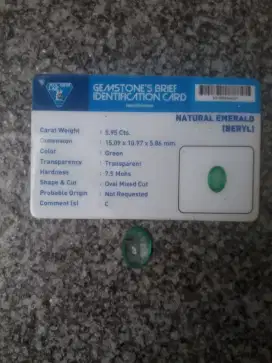 GEMSTONE'S BRIEF
IDENTIFICATION CARD
NATURAL EMERALD
(BERYL)
Carat Weight : 5.95 Cts.
Dimension : 15.09 x 10.97 x 5.86 mm
Color : Green
Transparency : Transparent
Hardness : 7.5 Mohs
Shape & Cut : Oval Mixed Cut
Probable Origin : Not Requested
Comment (s) : C